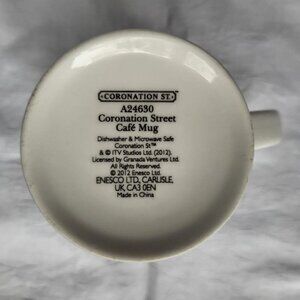 CORONATION ST.
A24630
Coronation Street
Café Mug
Dishwasher & Microwave Safe
Coronation St™
& © ITV Studios Ltd. (2012).
Licensed by Granada Ventures Ltd.
All Rights Reserved.
© 2012 Enesco Ltd.
ENESCO LTD, CARLISLE,
UK, CA3 0EN
Made in China